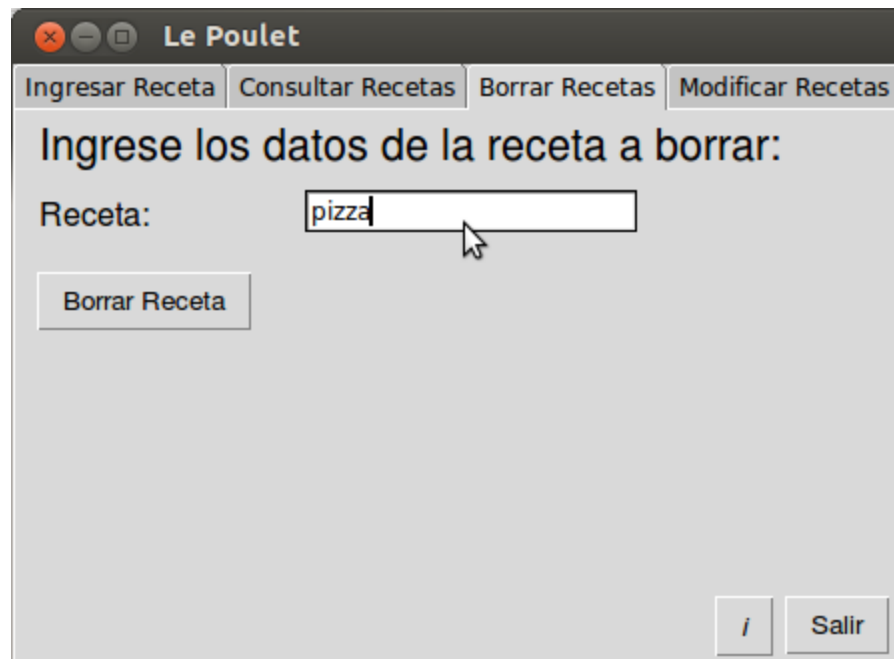 Le Poulet
Ingresar Receta Consultar Recetas Borrar Recetas Modificar Recetas
Ingrese los datos de la receta a borrar:
Receta: pizza
Borrar Receta
i Salir